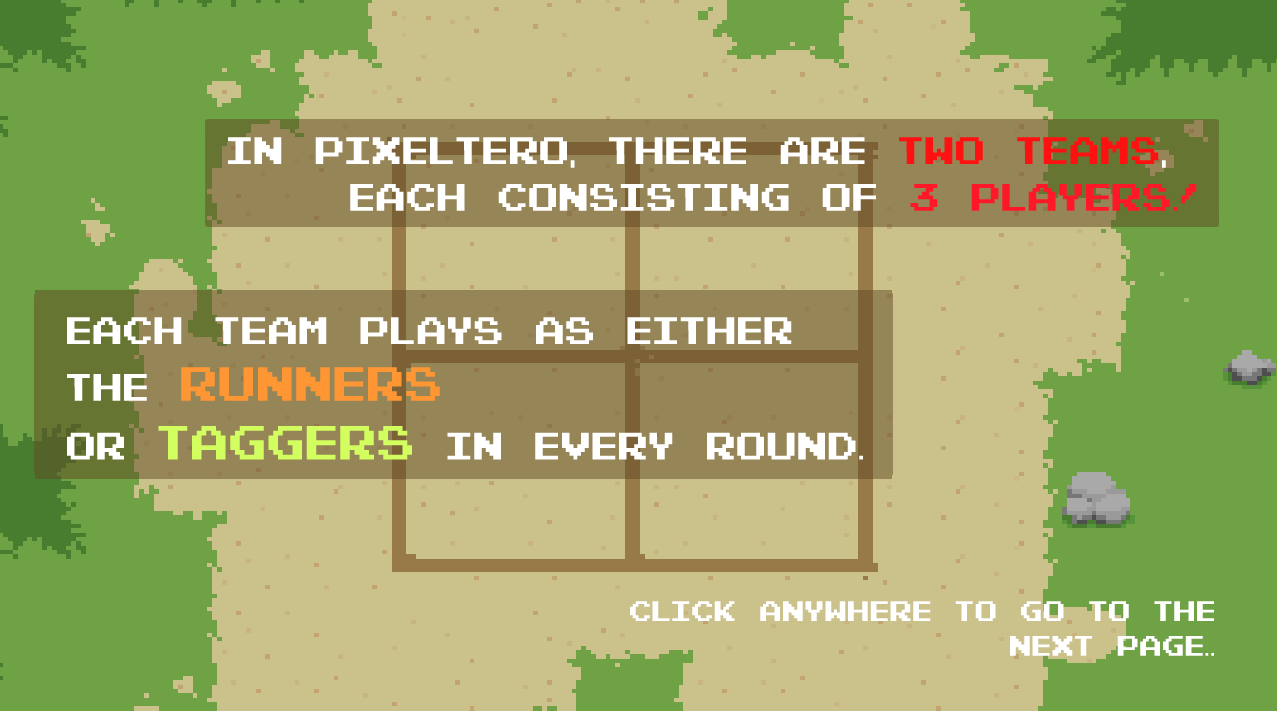 IN PIXELTERO, THERE ARE TWO TEAMS,
EACH CONSISTING OF 3 PLAYERS.!
EACH TEAM PLAYS AS EITHER
THE RUNNERS
OR TAGGERS IN EVERY ROUND.
CLICK ANYWHERE TO GO TO THE
NEXT PAGE..